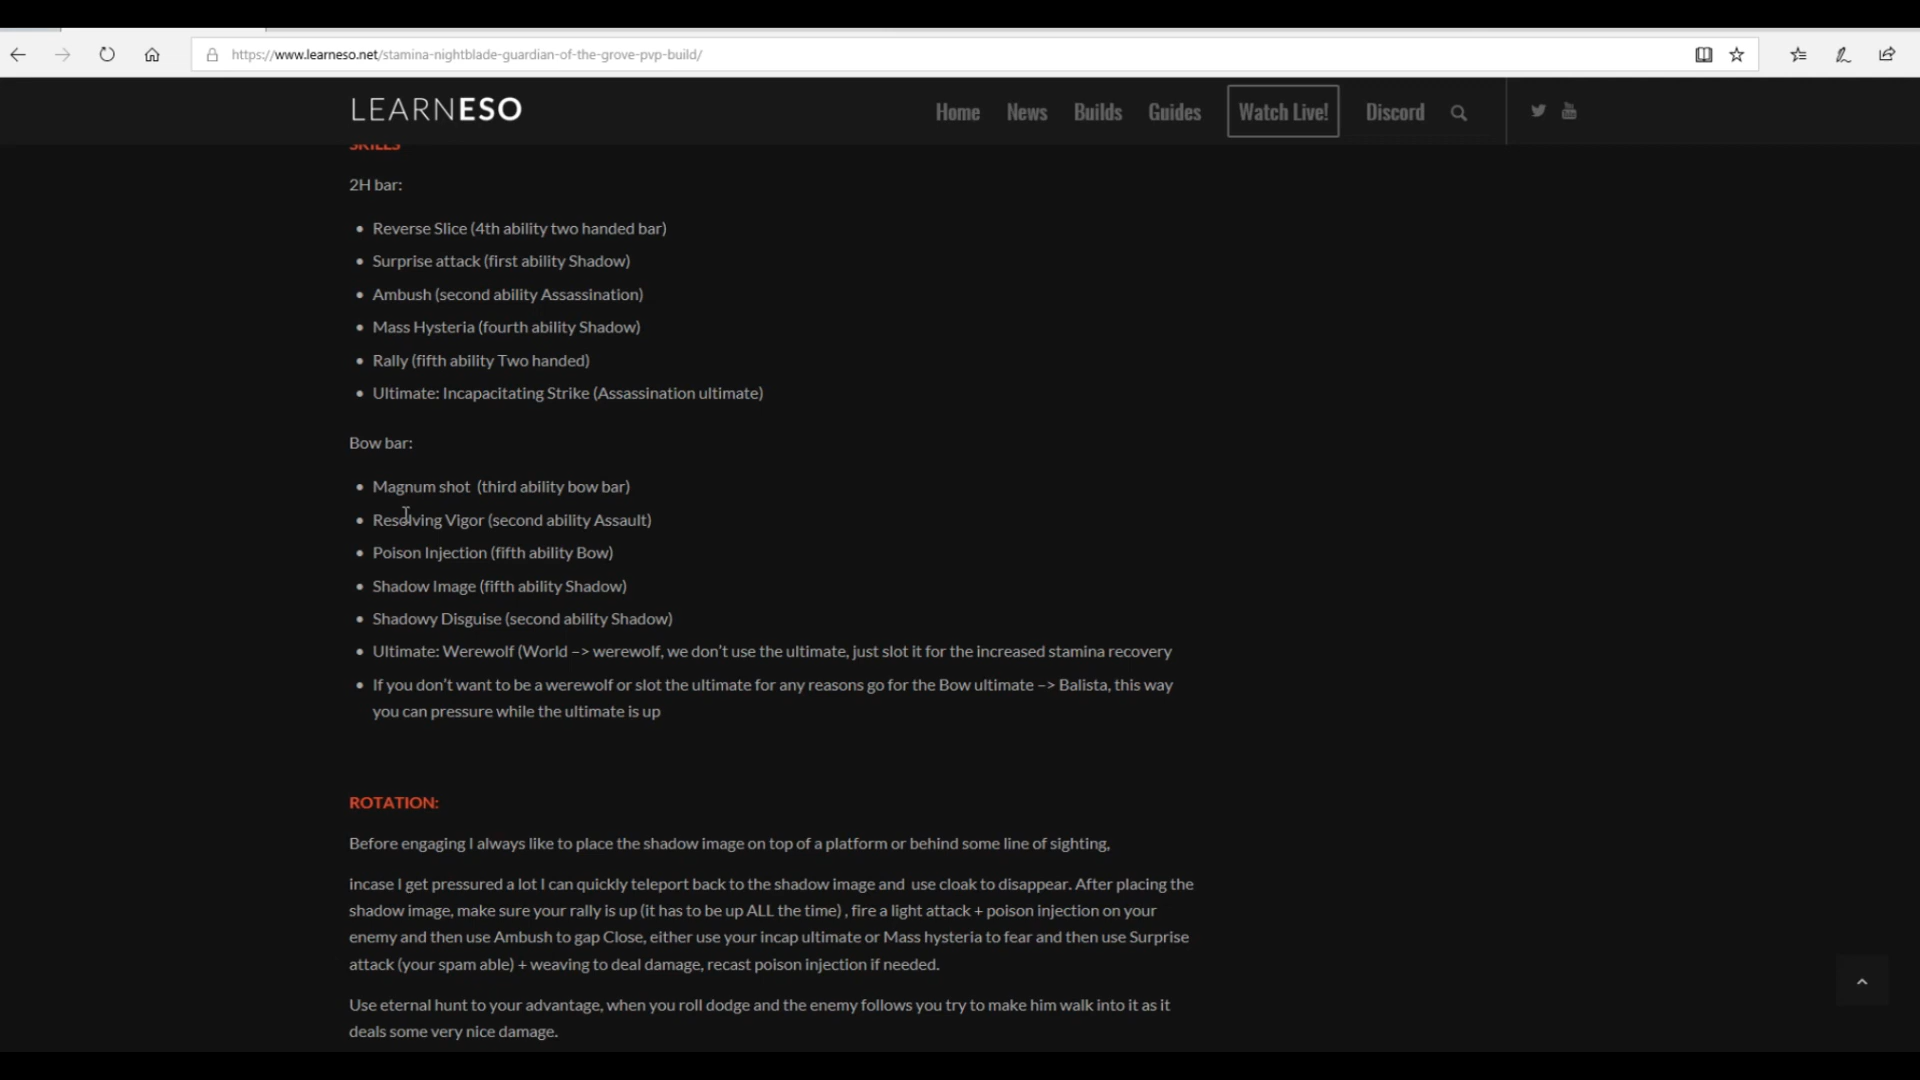 https://www.learneso.net/stamina-nightblade-guardian-of-the-grove-pvp-build/
LEARNESO
Home
News
Builds
Guides
Watch Live!
Discord
SKILLS
2H bar:
Reverse Slice (4th ability two handed bar)
Surprise attack (first ability Shadow)
Ambush (second ability Assassination)
Mass Hysteria (fourth ability Shadow)
Rally (fifth ability Two handed)
Ultimate: Incapacitating Strike (Assassination ultimate)
Bow bar:
Magnum shot (third ability bow bar)
Resolving Vigor (second ability Assault)
Poison Injection (fifth ability Bow)
Shadow Image (fifth ability Shadow)
Shadowy Disguise (second ability Shadow)
Ultimate: Werewolf (World –> werewolf, we don't use the ultimate, just slot it for the increased stamina recovery
If you don't want to be a werewolf or slot the ultimate for any reasons go for the Bow ultimate –> Balista, this way
you can pressure while the ultimate is up
ROTATION:
Before engaging I always like to place the shadow image on top of a platform or behind some line of sighting,
incase I get pressured a lot I can quickly teleport back to the shadow image and use cloak to disappear. After placing the
shadow image, make sure your rally is up (it has to be up ALL the time) , fire a light attack + poison injection on your
enemy and then use Ambush to gap Close, either use your incap ultimate or Mass hysteria to fear and then use Surprise
attack (your spam able) + weaving to deal damage, recast poison injection if needed.
Use eternal hunt to your advantage, when you roll dodge and the enemy follows you try to make him walk into it as it
deals some very nice damage.